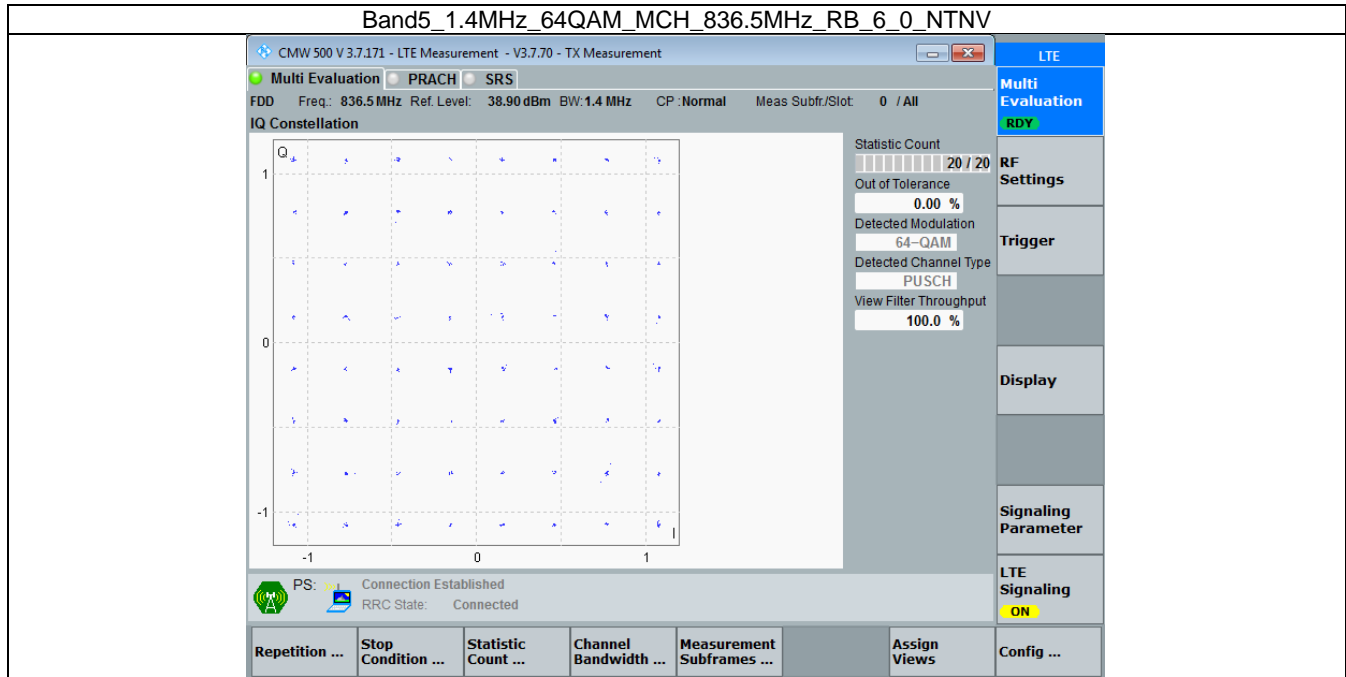 Band5_1.4MHz_64QAM_MCH_836.5MHz_RB_6_0_NTNV
CMW 500 V 3.7.171 - LTE Measurement - V3.7.70 - TX Measurement
LTE
Multi Evaluation PRACH SRS
FDD Freq.: 836.5 MHz Ref. Level: 38.90 dBm BW: 1.4 MHz CP : Normal Meas Subfr./Slot: 0 / All
IQ Constellation
Q
1
0
-1
I
-1 0 1
Statistic Count
20 / 20
Out of Tolerance
0.00 %
Detected Modulation
64-QAM
Detected Channel Type
PUSCH
View Filter Throughput
100.0 %
Multi
Evaluation
RDY
RF
Settings
Trigger
Display
Signaling
Parameter
LTE
Signaling
ON
PS: Connection Established
RRC State: Connected
Repetition ...
Stop
Condition ...
Statistic
Count ...
Channel
Bandwidth ...
Measurement
Subframes ...
Assign
Views
Config ...